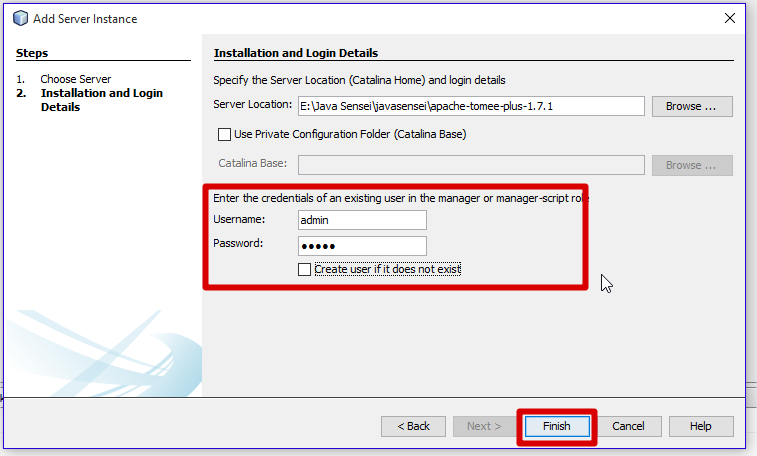 Add Server Instance
Steps
1. Choose Server
2. Installation and Login
Details
Installation and Login Details
Specify the Server Location (Catalina Home) and login details
Server Location: E:\Java Sensei\javasensei\apache-tomee-plus-1.7.1 Browse ...
Use Private Configuration Folder (Catalina Base)
Catalina Base: Browse ...
Enter the credentials of an existing user in the manager or manager-script role
Username: admin
Password: ●●●●●
Create user if it does not exist
< Back Next > Finish Cancel Help